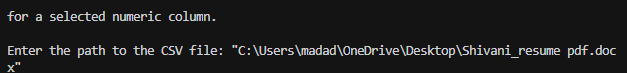 for a selected numeric column.
Enter the path to the CSV file: "C:\Users\madad\OneDrive\Desktop\Shivani_resume pdf.doc
x"